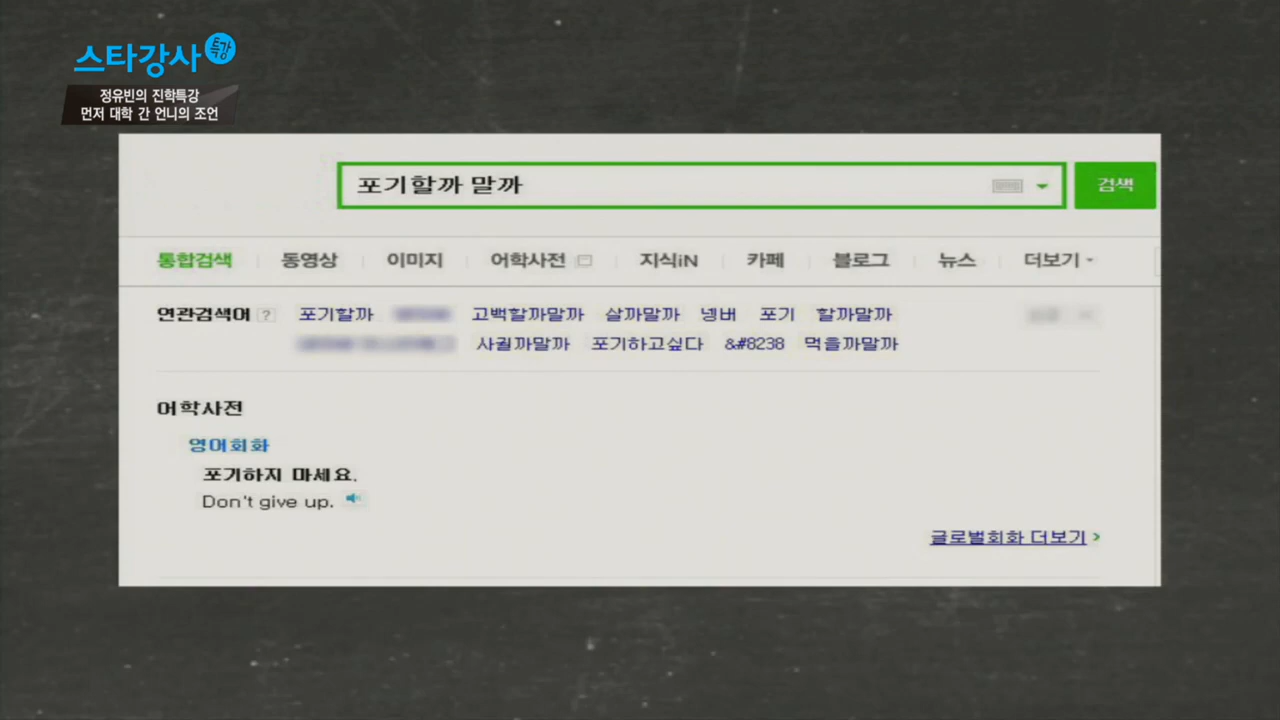 스타강사 특강
정유빈의 진학특강
먼저 대학 간 언니의 조언
포기할까 말까
검색
통합검색 동영상 이미지 어학사전 지식iN 카페 블로그 뉴스 더보기
연관검색어 ? 포기할까 고백할까말까 살까말까 넹버 포기 할까말까
사귈까말까 포기하고싶다 &#8238 먹을까말까
어학사전
영어회화
포기하지 마세요.
Don't give up.
글로벌회화 더보기